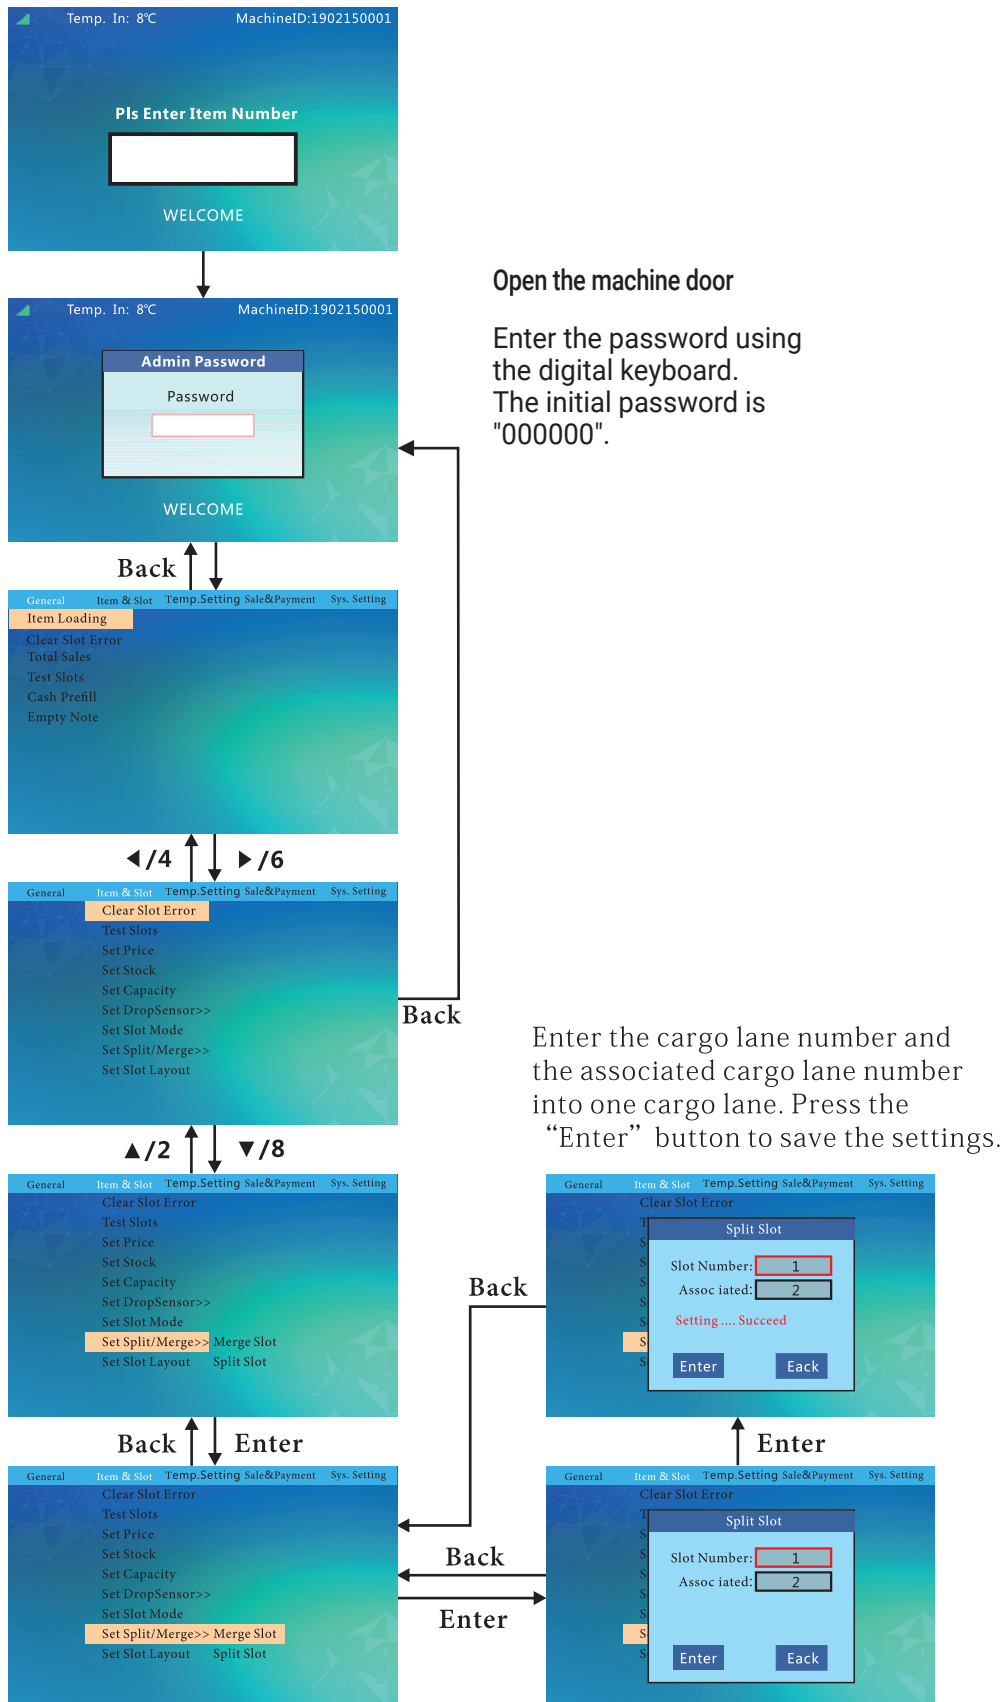 Temp. In: 8℃ MachineID:1902150001
Pls Enter Item Number
WELCOME
Temp. In: 8℃ MachineID:1902150001
Admin Password
Password
WELCOME
Open the machine door
Enter the password using
the digital keyboard.
The initial password is
"000000".
Back
General Item & Slot Temp.Setting Sale&Payment Sys. Setting
Item Loading
Clear Slot Error
Total Sales
Test Slots
Cash Prefill
Empty Note
◀/4 ▶/6
General Item & Slot Temp.Setting Sale&Payment Sys. Setting
Clear Slot Error
Test Slots
Set Price
Set Stock
Set Capacity
Set DropSensor>>
Set Slot Mode
Set Split/Merge>>
Set Slot Layout
Back
Enter the cargo lane number and
the associated cargo lane number
into one cargo lane. Press the
“Enter” button to save the settings.
▲/2 ▼/8
General Item & Slot Temp.Setting Sale&Payment Sys. Setting
Clear Slot Error
Test Slots
Set Price
Set Stock
Set Capacity
Set DropSensor>>
Set Slot Mode
Set Split/Merge>> Merge Slot
Set Slot Layout Split Slot
Back
General Item & Slot Temp.Setting Sale&Payment Sys. Setting
Clear Slot Error
T
S
S
S
S
S
S
S
Split Slot
Slot Number: 1
Assoc iated: 2
Setting .... Succeed
Enter Eack
Back Enter
Enter
General Item & Slot Temp.Setting Sale&Payment Sys. Setting
Clear Slot Error
Test Slots
Set Price
Set Stock
Set Capacity
Set DropSensor>>
Set Slot Mode
Set Split/Merge>> Merge Slot
Set Slot Layout Split Slot
Back
Enter
General Item & Slot Temp.Setting Sale&Payment Sys. Setting
Clear Slot Error
T
S
S
S
S
S
S
S
Split Slot
Slot Number: 1
Assoc iated: 2
Enter Eack